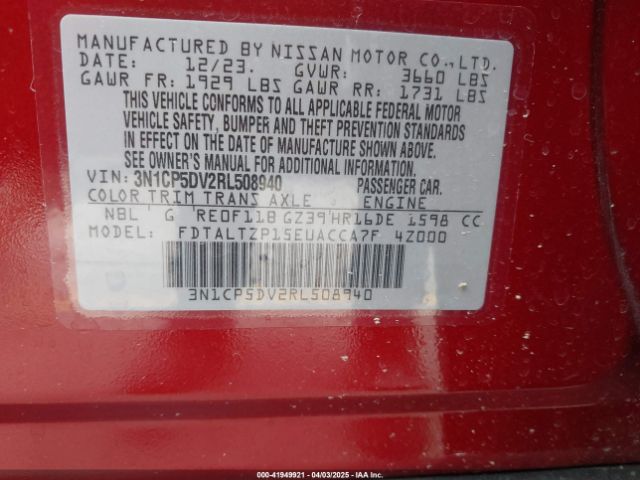 MANUFACTURED BY NISSAN MOTOR CO.,LTD.
DATE: 12/23. GVWR: 3660 LBS
GAWR FR: 1929 LBS GAWR RR: 1731 LBS
THIS VEHICLE CONFORMS TO ALL APPLICABLE FEDERAL MOTOR
VEHICLE SAFETY, BUMPER AND THEFT PREVENTION STANDARDS
IN EFFECT ON THE DATE OF MANUFACTURE SHOWN ABOVE.
SEE OWNER'S MANUAL FOR ADDITIONAL INFORMATION.
VIN: 3N1CP5DV2RL508940 PASSENGER CAR.
COLOR TRIM TRANS AXLE ENGINE
NBL G RE0F11B GZ39 HR16DE 1598 CC
MODEL: FDTALTZP15EUACCA7F 4Z000
3N1CP5DV2RL508940
000-41949921 - 04/03/2025 - IAAI.COM